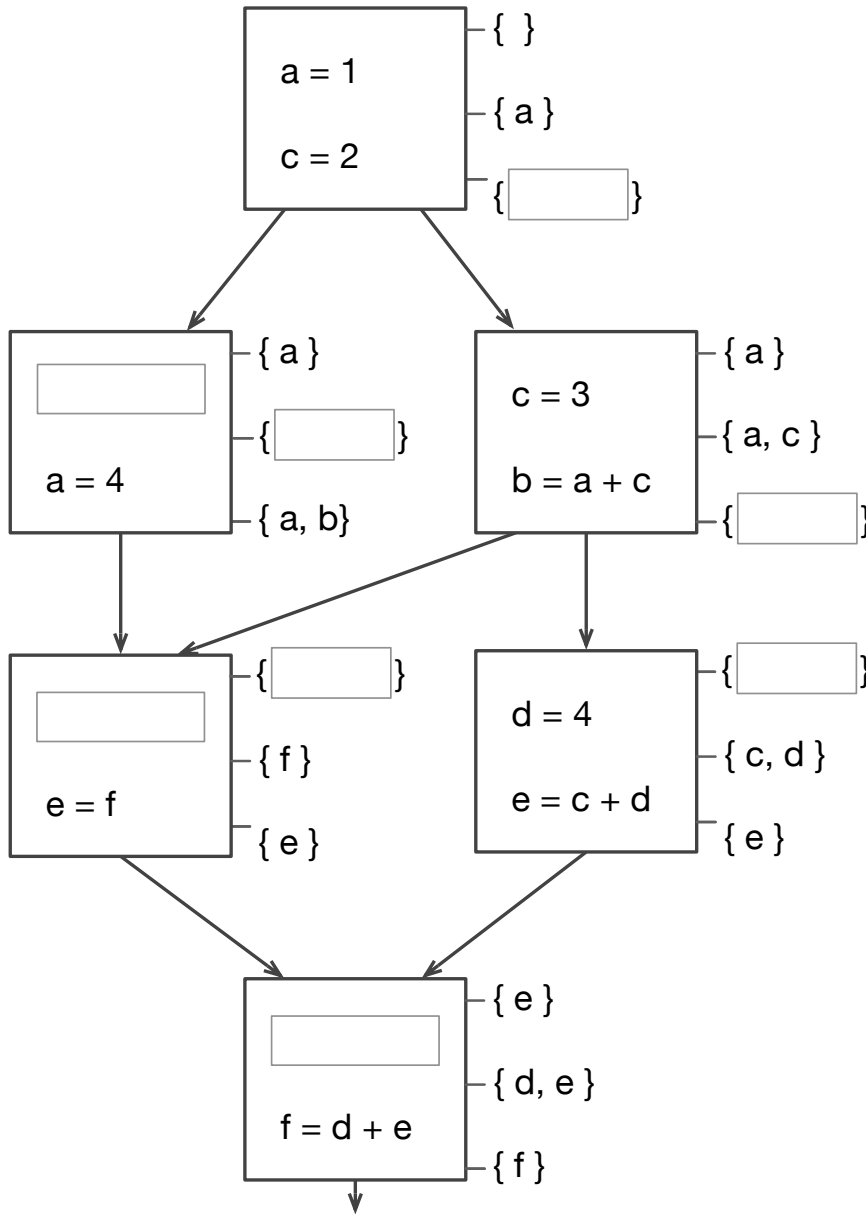 { }
a = 1
{ a }
c = 2
{ }
{ a }
{ }
a = 4
{ a, b}
{ a }
c = 3
{ a, c }
b = a + c
{ }
{ }
{ f }
e = f
{ e }
{ }
d = 4
{ c, d }
e = c + d
{ e }
{ e }
{ d, e }
f = d + e
{ f }